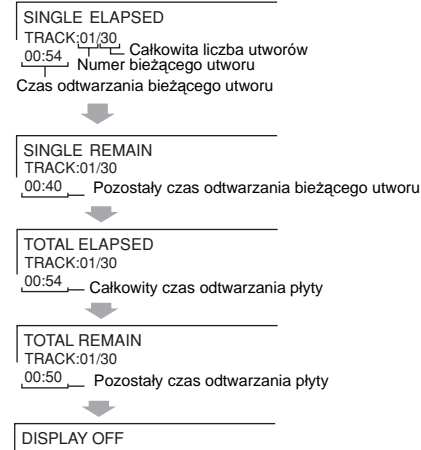 SINGLE ELAPSED
TRACK:01/30
Całkowita liczba utworów
00:54
Numer bieżącego utworu
Czas odtwarzania bieżącego utworu
SINGLE REMAIN
TRACK:01/30
00:40 Pozostały czas odtwarzania bieżącego utworu
TOTAL ELAPSED
TRACK:01/30
00:54 Całkowity czas odtwarzania płyty
TOTAL REMAIN
TRACK:01/30
00:50 Pozostały czas odtwarzania płyty
DISPLAY OFF